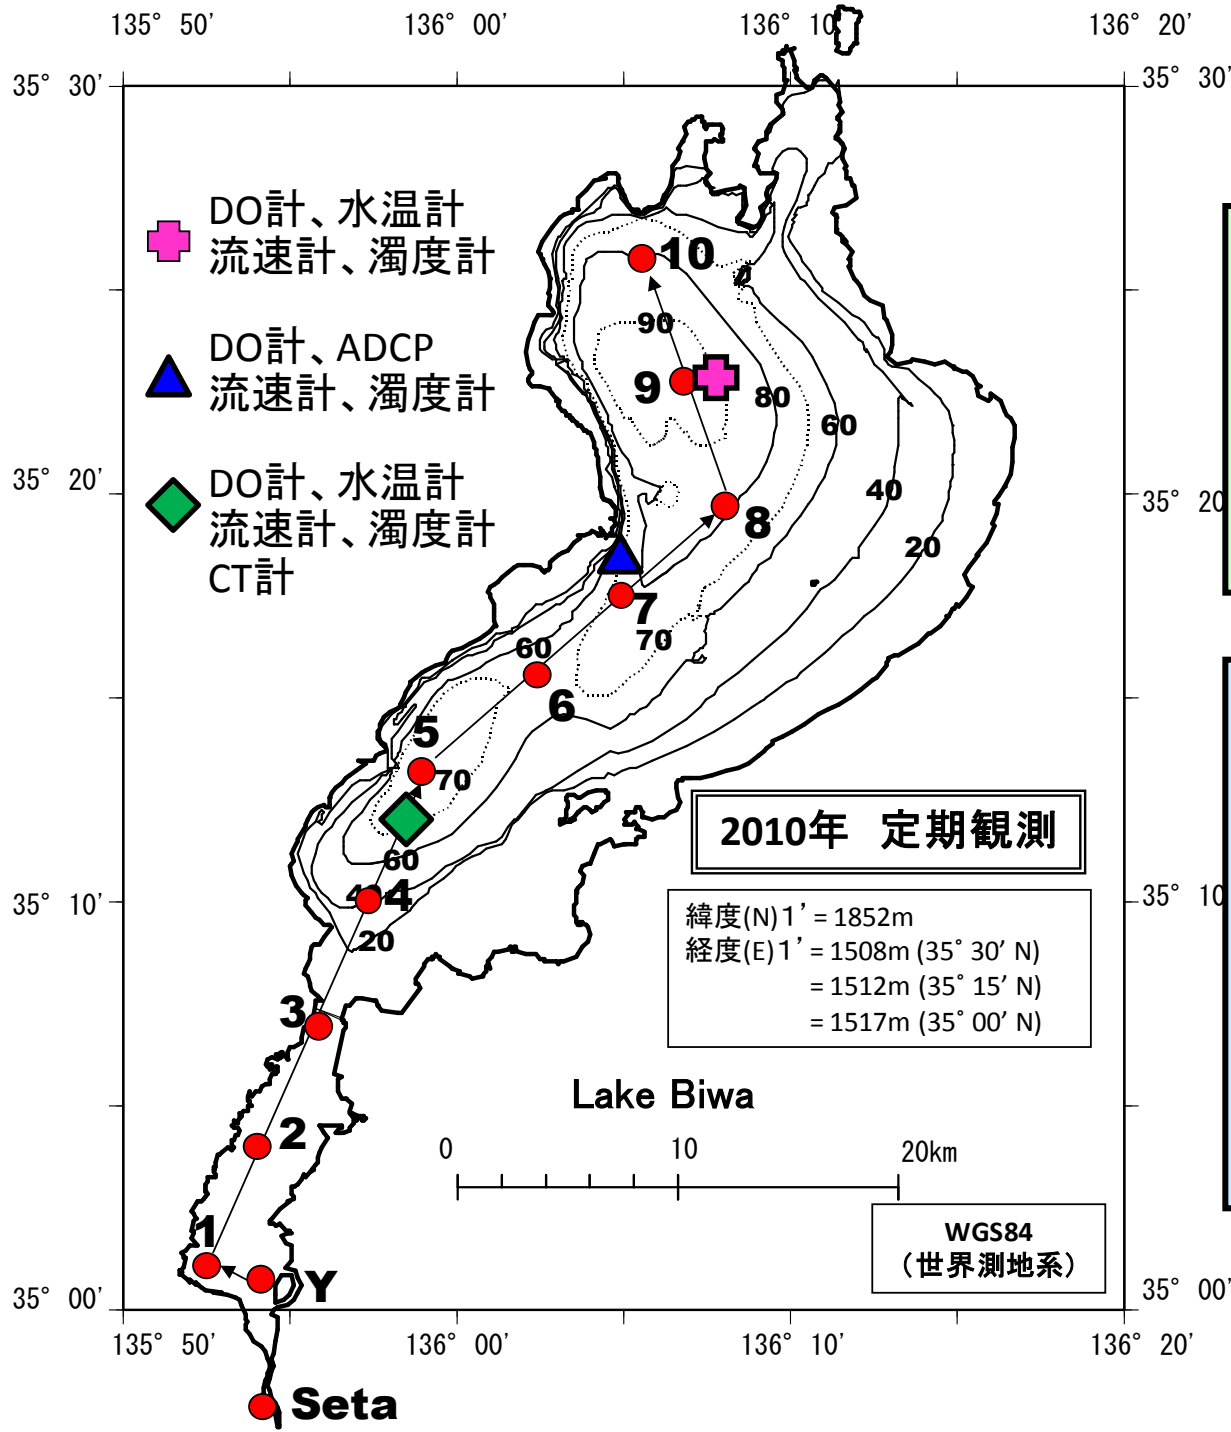 135° 50'
136° 00'
136° 10'
136° 20'
35° 30'
35° 30'
DO計、水温計
流速計、濁度計
10
90
DO計、ADCP
流速計、濁度計
9
80
60
35° 20'
DO計、水温計
流速計、濁度計
CT計
40
35° 20
8
20
7
70
60
6
5
70
2010年 定期観測
60
40
4
35° 10'
35° 10
20
緯度(N)1’ = 1852m
経度(E)1’ = 1508m (35° 30’ N)
= 1512m (35° 15’ N)
= 1517m (35° 00’ N)
3
Lake Biwa
2
0
10
20km
1
WGS84
（世界測地系）
Y
35° 00'
35° 00'
135° 50'
136° 00'
136° 10'
136° 20'
Seta